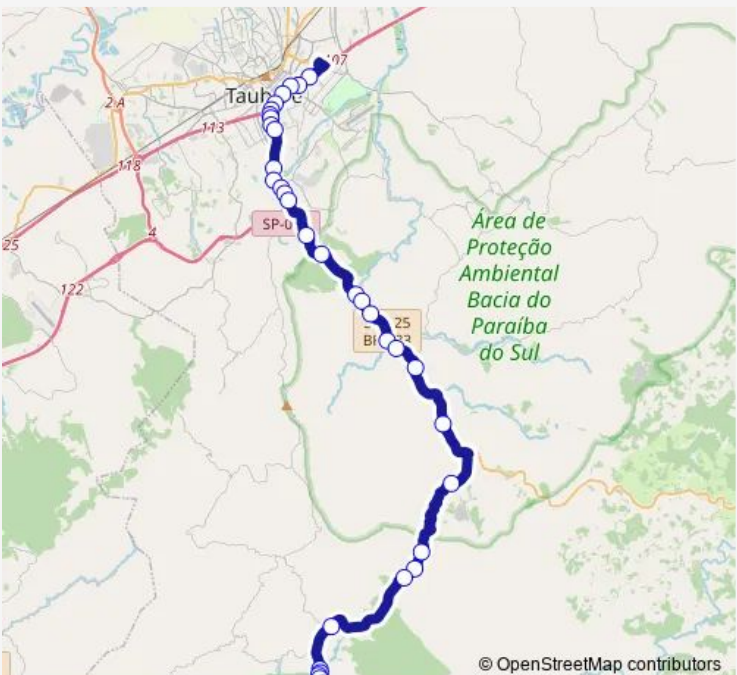 107
2 A
Taub
113
118
SP-0
25
4
122
Área de
Proteção
Ambiental
Bacia do
Paraíba
do Sul
25
BR
© OpenStreetMap contributors